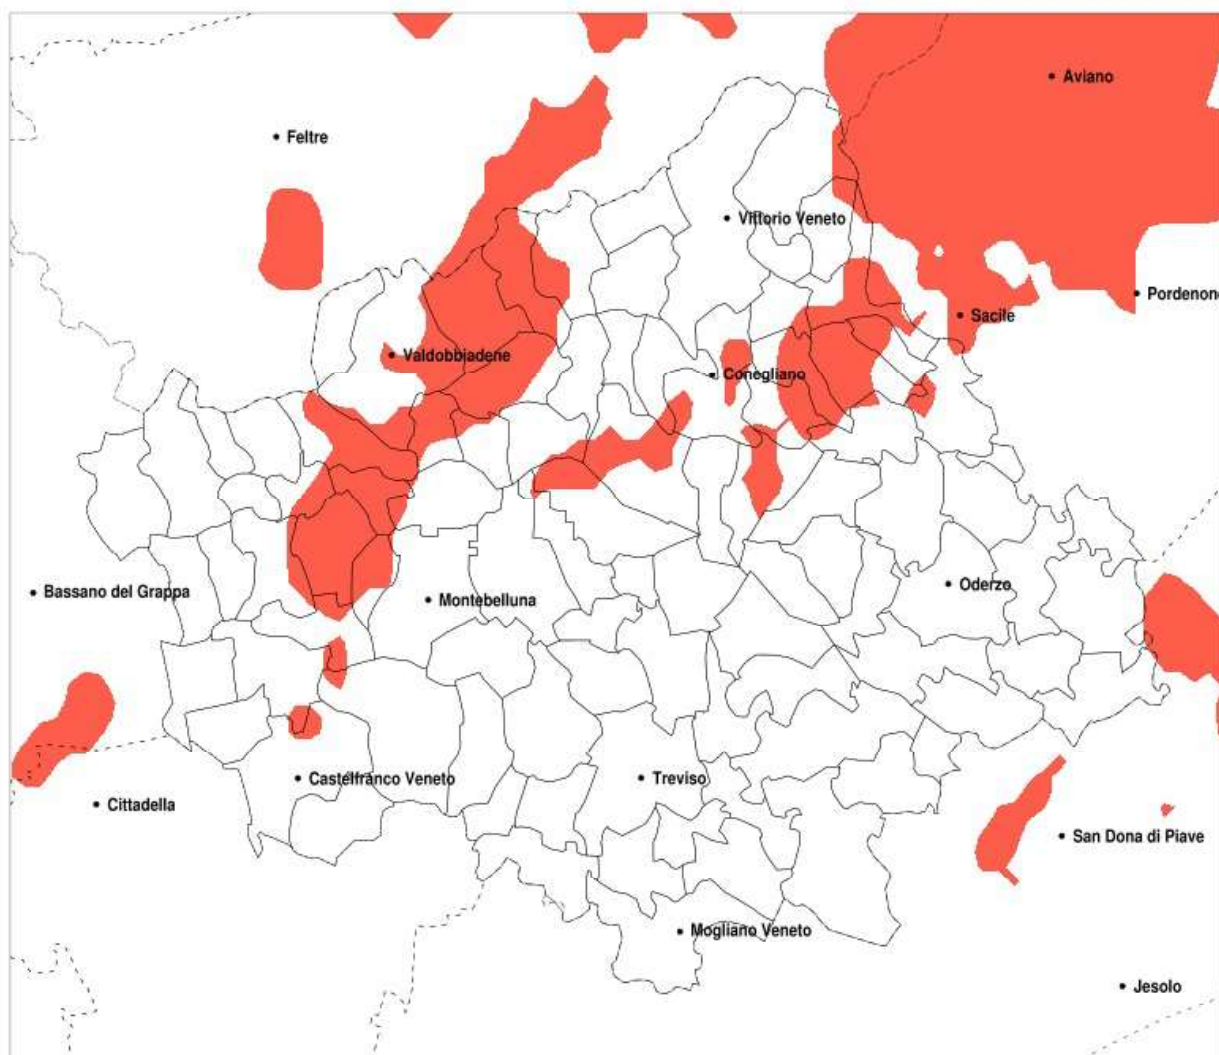 Aviano
Feltre
Vittorio Veneto
Pordenone
Sacile
Valdobbiadene
Conegliano
Oderzo
Bassano del Grappa
Montebelluna
Castelfranco Veneto
Treviso
Cittadella
San Dona di Piave
Mogliano Veneto
Jesolo